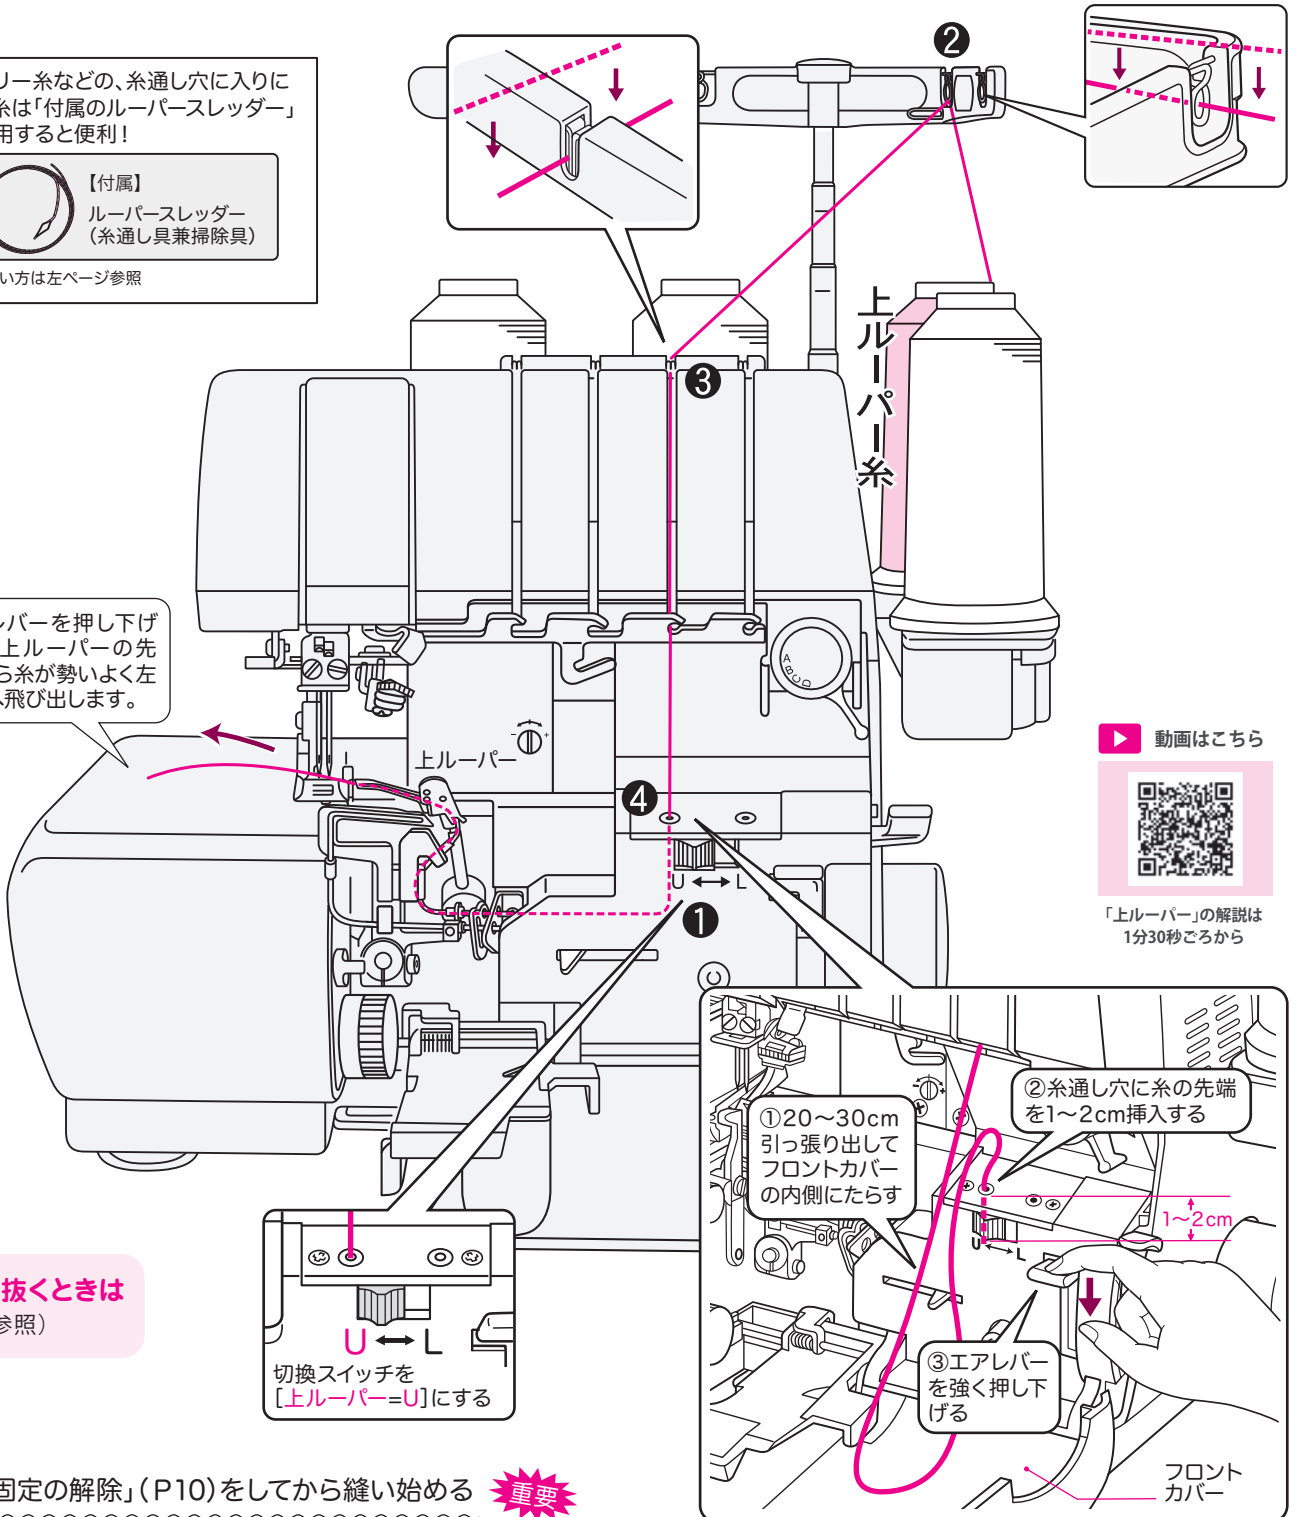 リー糸などの、糸通し穴に入りに
糸は「付属のルーパースレッダー」
用すると便利！
【付属】
ルーパースレッダー
（糸通し具兼掃除具）
い方は左ページ参照
❷
上ルーパー糸
❸
レバーを押し下げ
上ルーパーの先
ら糸が勢いよく左
へ飛び出します。
A
B
C
D
上ルーパー
- +
❹
U ↔ L
❶
動画はこちら
「上ルーパー」の解説は
1分30秒ごろから
①20～30cm
引っ張り出して
フロントカバー
の内側にたらす
②糸通し穴に糸の先端
を1～2cm挿入する
1～2cm
U ↔ L
③エアレバー
を強く押し下
げる
フロント
カバー
抜くときは
参照）
U ↔ L
切換スイッチを
［上ルーパー=U］にする
固定の解除」（P10）をしてから縫い始める
重要